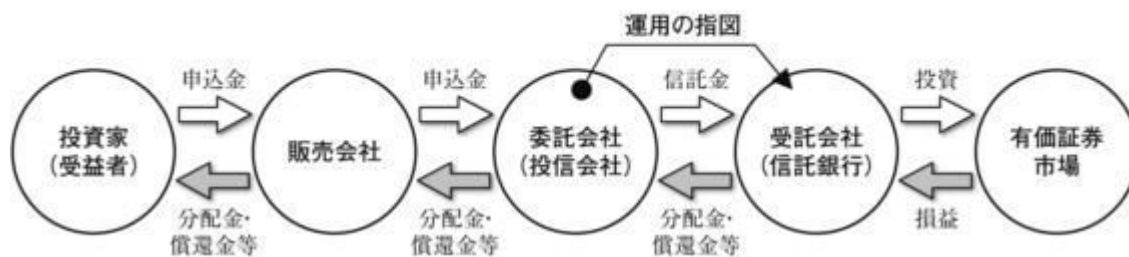 運用の指図
申込金
申込金
信託金
投資
投資家
(受益者)
販売会社
委託会社
(投信会社)
受託会社
(信託銀行)
有価証券
市場
分配金・
償還金等
分配金・
償還金等
分配金・
償還金等
損益